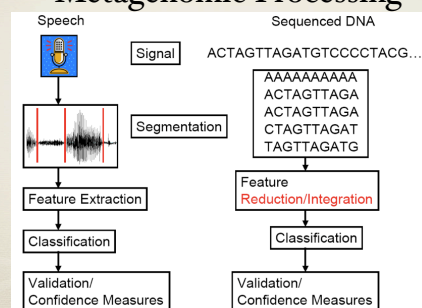 Metagenomic Processing
Speech
Sequenced DNA
Signal
ACTAGTTAGATGTCCCCTACG...
AAAAAAAAAA
ACTAGTTAGA
ACTAGTTAGA
CTAGTTAGAT
TAGTTAGATG
Segmentation
Feature Extraction
Feature
Reduction/Integration
Classification
Classification
Validation/
Confidence Measures
Validation/
Confidence Measures